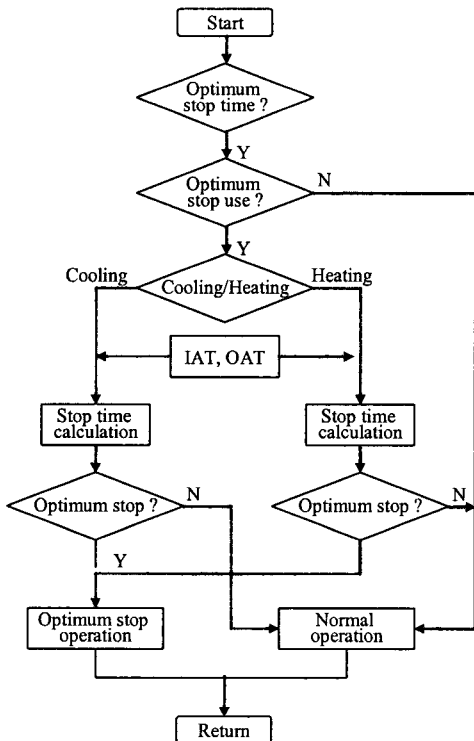 Start
Optimum
stop time ?
Y
Optimum
stop use ?
N
Y
Cooling
Cooling/Heating
Heating
IAT, OAT
Stop time
calculation
Stop time
calculation
Optimum stop ?
N
Optimum stop ?
N
Y
Optimum stop
operation
Normal
operation
Return